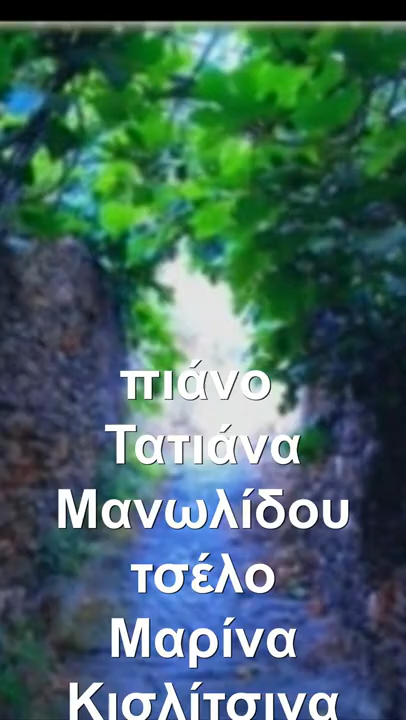 πιάνο
Τατιάνα
Μανωλίδου
τσέλο
Μαρίνα
Κισλίτσινα